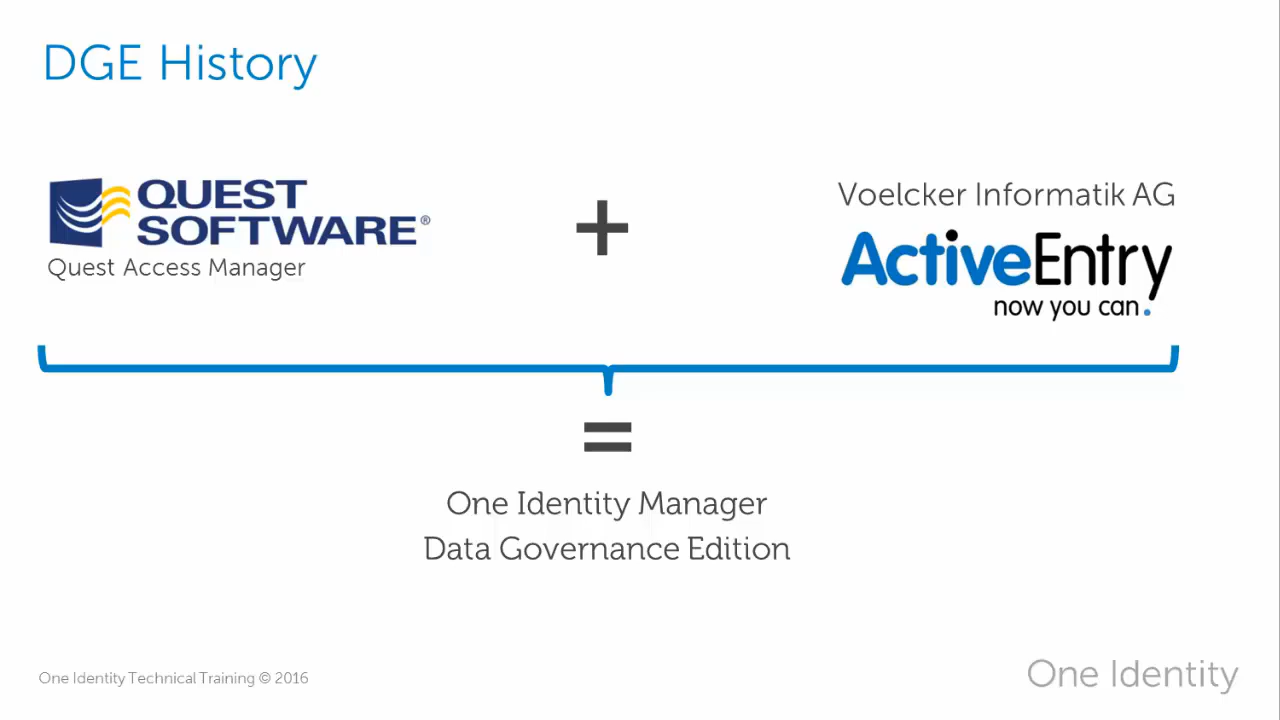 DGE History
QUEST
SOFTWARE®
Quest Access Manager
+
Voelcker Informatik AG
ActiveEntry
now you can.
=
One Identity Manager
Data Governance Edition
One Identity Technical Training © 2016
One Identity